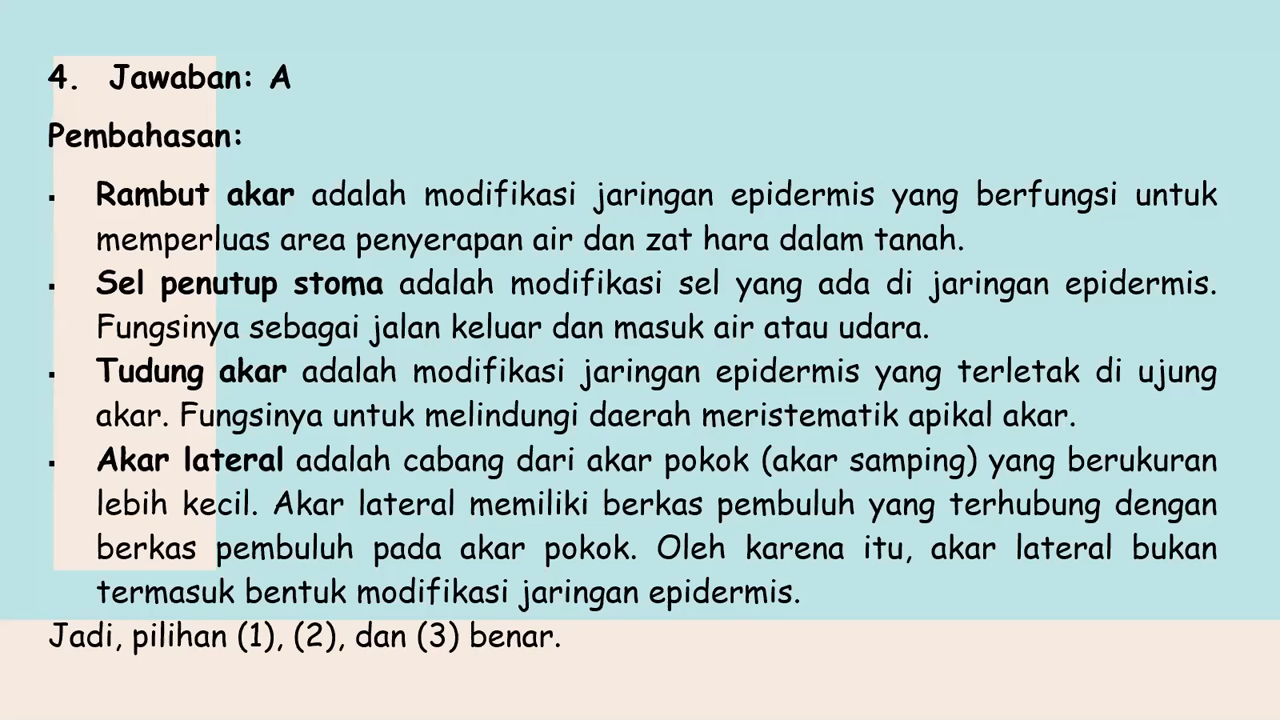 4. Jawaban: A
Pembahasan:
▪ Rambut akar adalah modifikasi jaringan epidermis yang berfungsi untuk
memperluas area penyerapan air dan zat hara dalam tanah.
▪ Sel penutup stoma adalah modifikasi sel yang ada di jaringan epidermis.
Fungsinya sebagai jalan keluar dan masuk air atau udara.
▪ Tudung akar adalah modifikasi jaringan epidermis yang terletak di ujung
akar. Fungsinya untuk melindungi daerah meristematik apikal akar.
▪ Akar lateral adalah cabang dari akar pokok (akar samping) yang berukuran
lebih kecil. Akar lateral memiliki berkas pembuluh yang terhubung dengan
berkas pembuluh pada akar pokok. Oleh karena itu, akar lateral bukan
termasuk bentuk modifikasi jaringan epidermis.
Jadi, pilihan (1), (2), dan (3) benar.